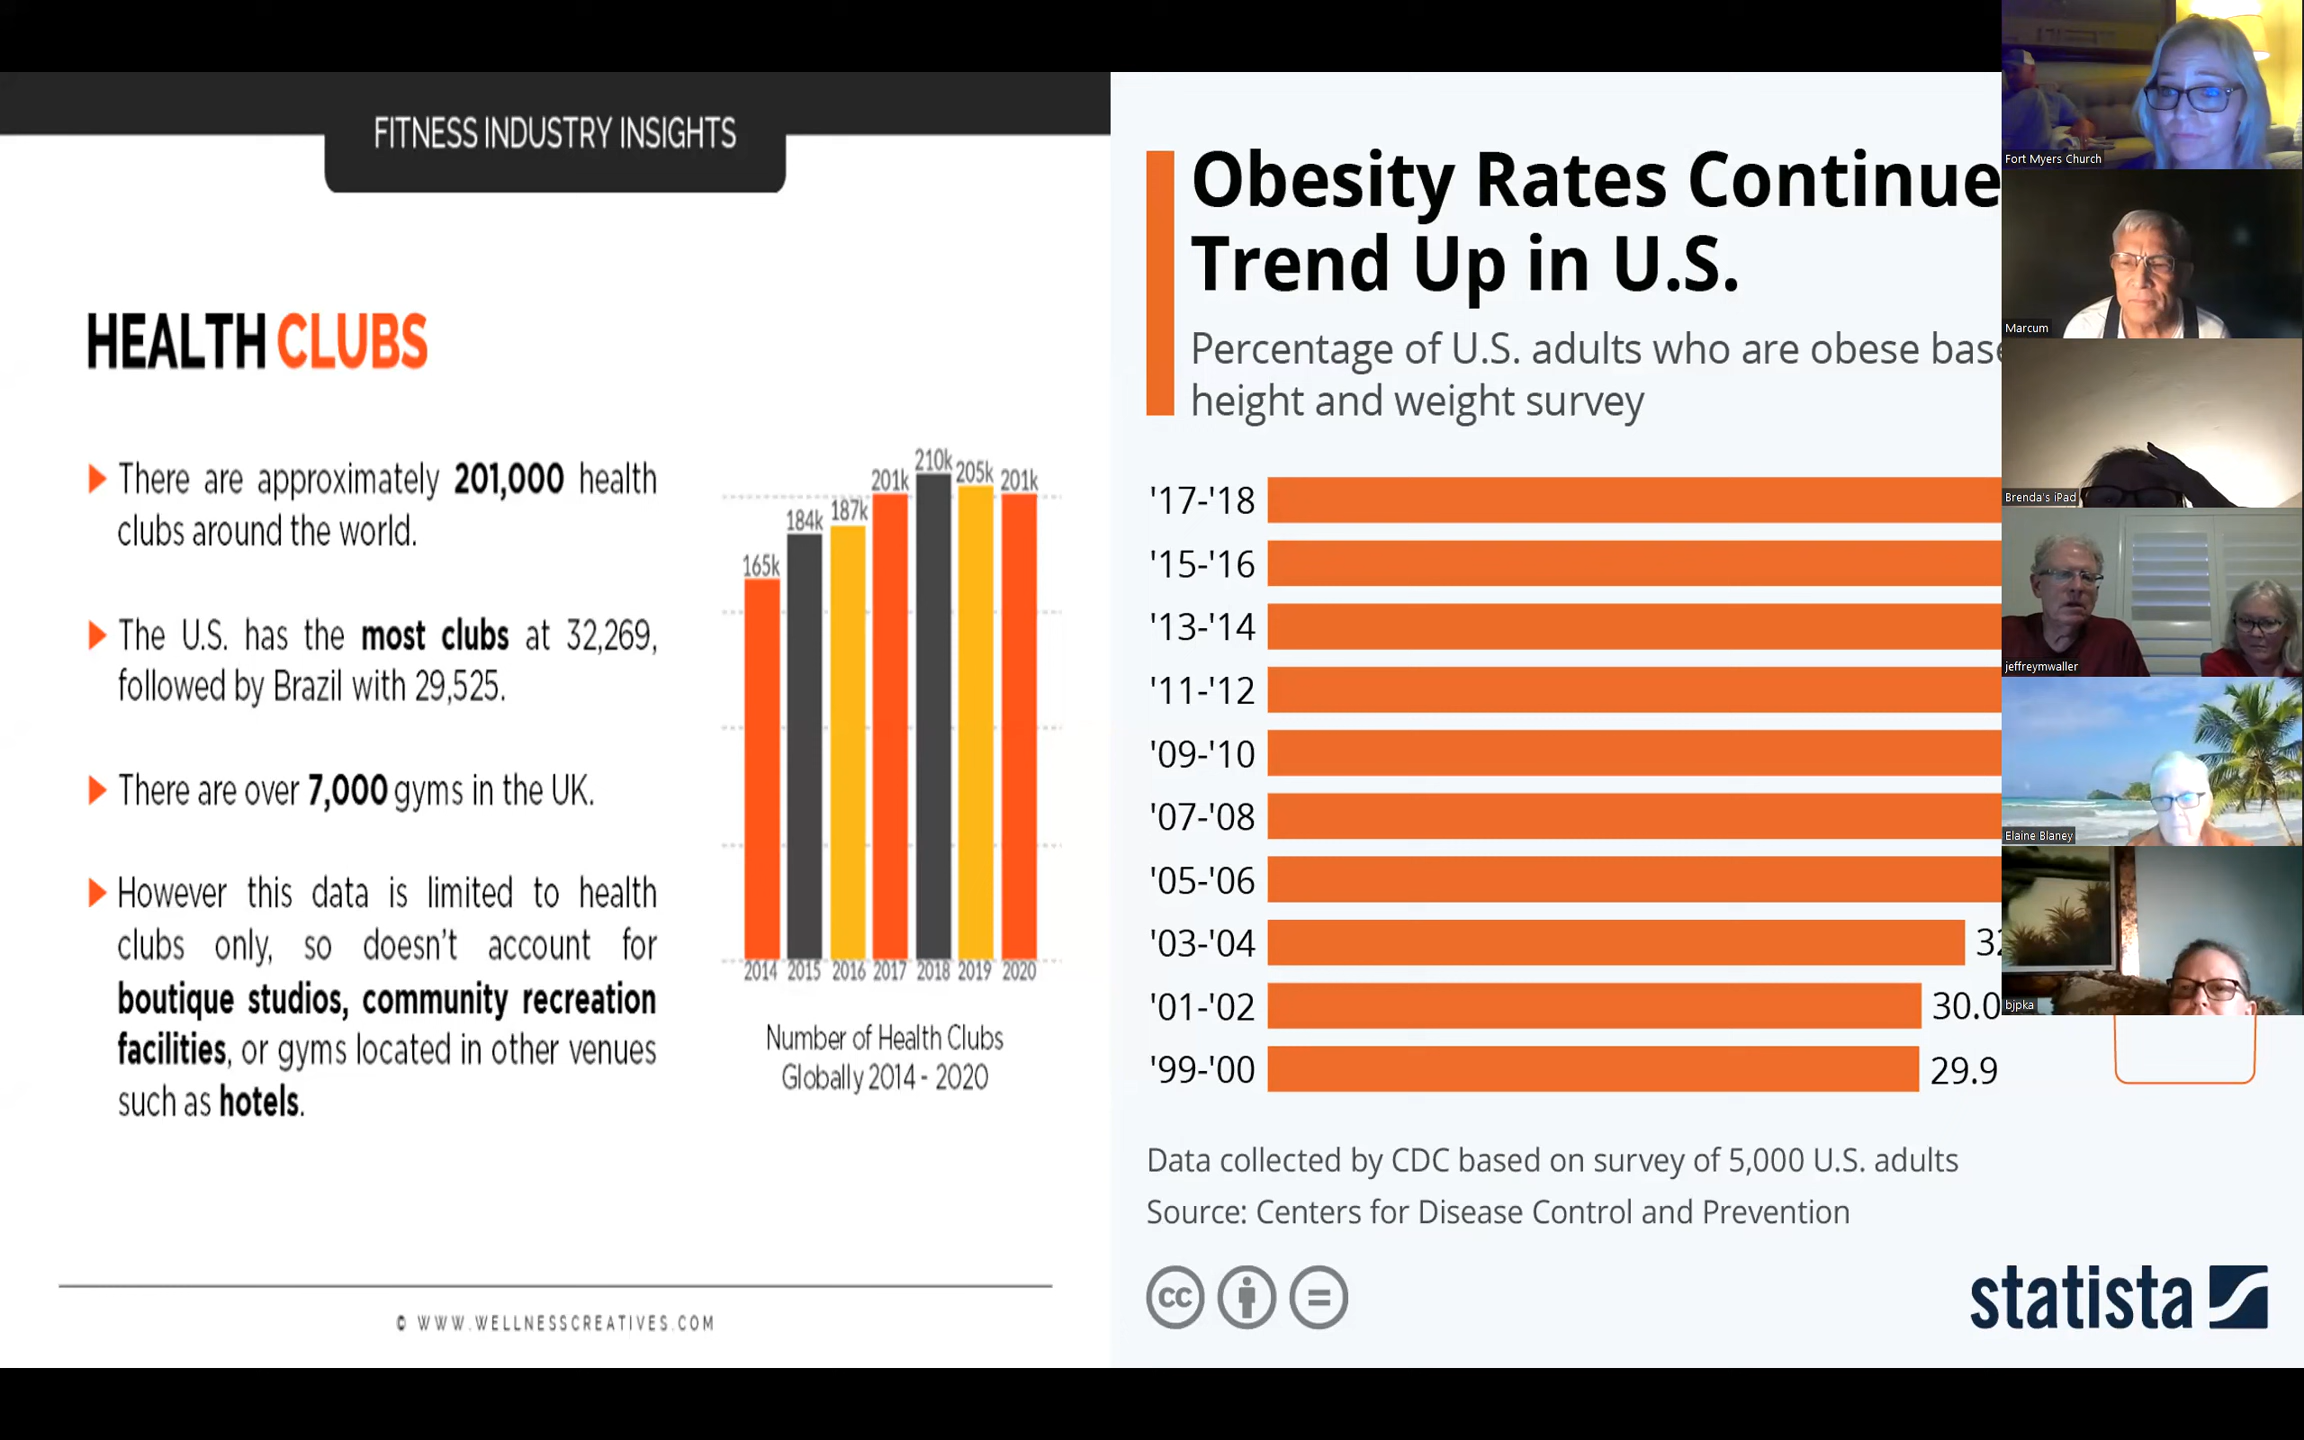 FITNESS INDUSTRY INSIGHTS
HEALTH CLUBS
There are approximately 201,000 health
clubs around the world.
The U.S. has the most clubs at 32,269,
followed by Brazil with 29,525.
There are over 7,000 gyms in the UK.
However this data is limited to health
clubs only, so doesn't account for
boutique studios, community recreation
facilities, or gyms located in other venues
such as hotels.
165k 184k 187k 201k 210k 205k 201k
2014 2015 2016 2017 2018 2019 2020
Number of Health Clubs
Globally 2014 - 2020
© WWW.WELLNESSCREATIVES.COM
Obesity Rates Continue
Trend Up in U.S.
Percentage of U.S. adults who are obese
height and weight survey
'17-'18
'15-'16
'13-'14
'11-'12
'09-'10
'07-'08
'05-'06
'03-'04
'01-'02 30.0
'99-'00 29.9
Data collected by CDC based on survey of 5,000 U.S. adults
Source: Centers for Disease Control and Prevention
cc
statista
Fort Myers Church
Marcum
Brenda's iPad
jeffreymwaller
Elaine Blaney
bjpka